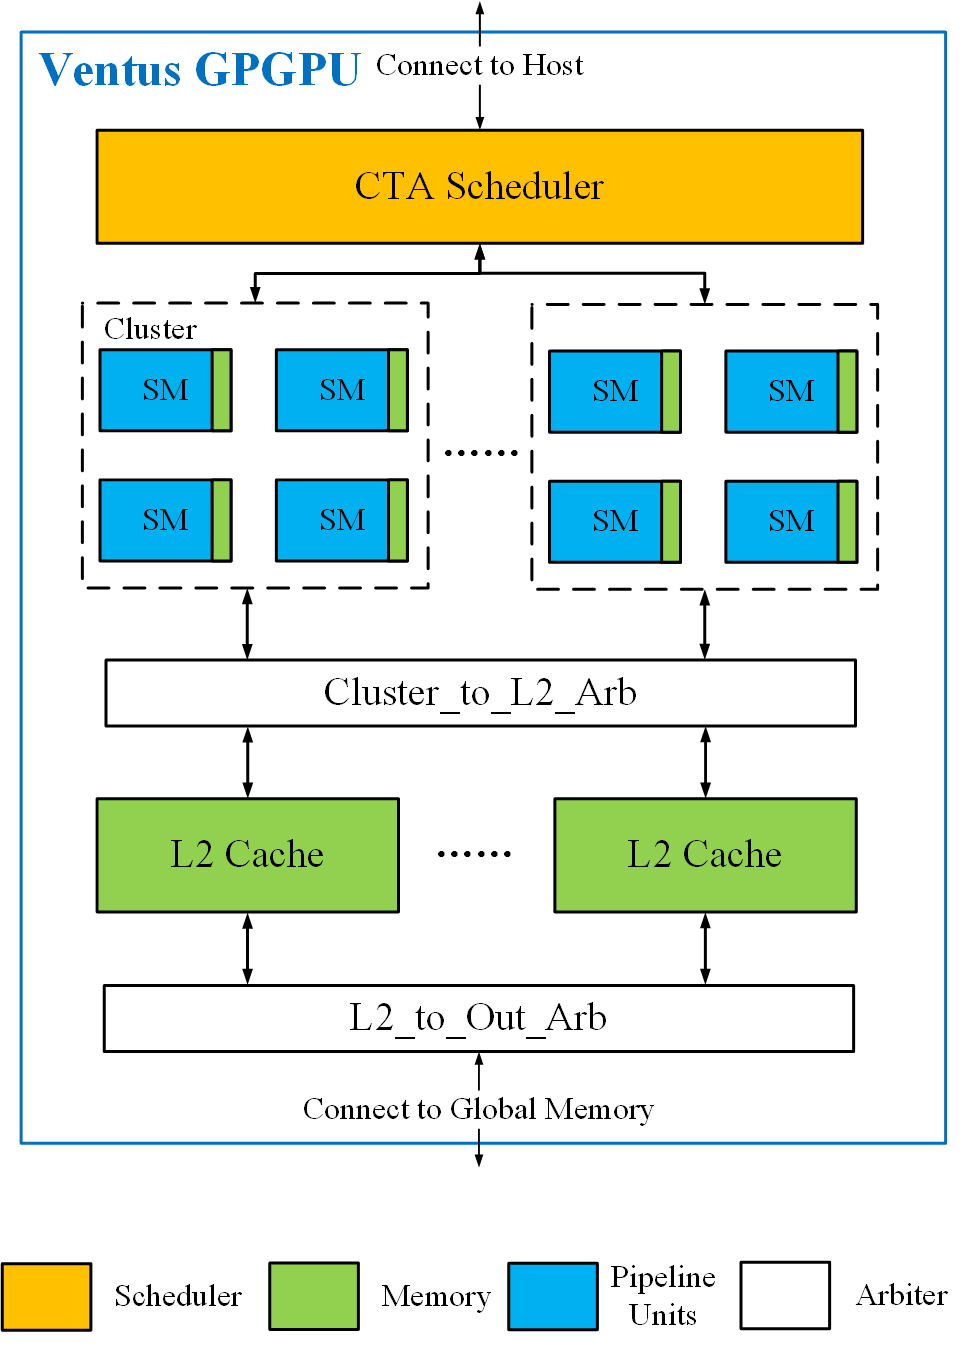 Ventus GPGPU
Connect to Host
CTA Scheduler
Cluster
SM SM SM SM
......
SM SM SM SM
Cluster_to_L2_Arb
L2 Cache ...... L2 Cache
L2_to_Out_Arb
Connect to Global Memory
Scheduler
Memory
Pipeline
Units
Arbiter